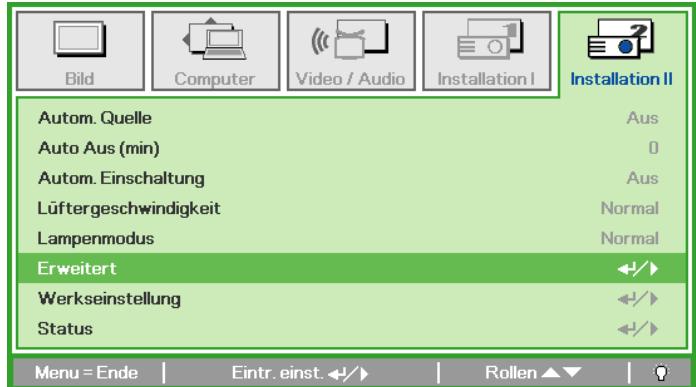 Bild Computer Video / Audio Installation I Installation II
Autom. Quelle Aus
Auto Aus (min) 0
Autom. Einschaltung Aus
Lüftergeschwindigkeit Normal
Lampenmodus Normal
Erweitert
Werkseinstellung
Status
Menu = Ende Eintr. einst. Rollen